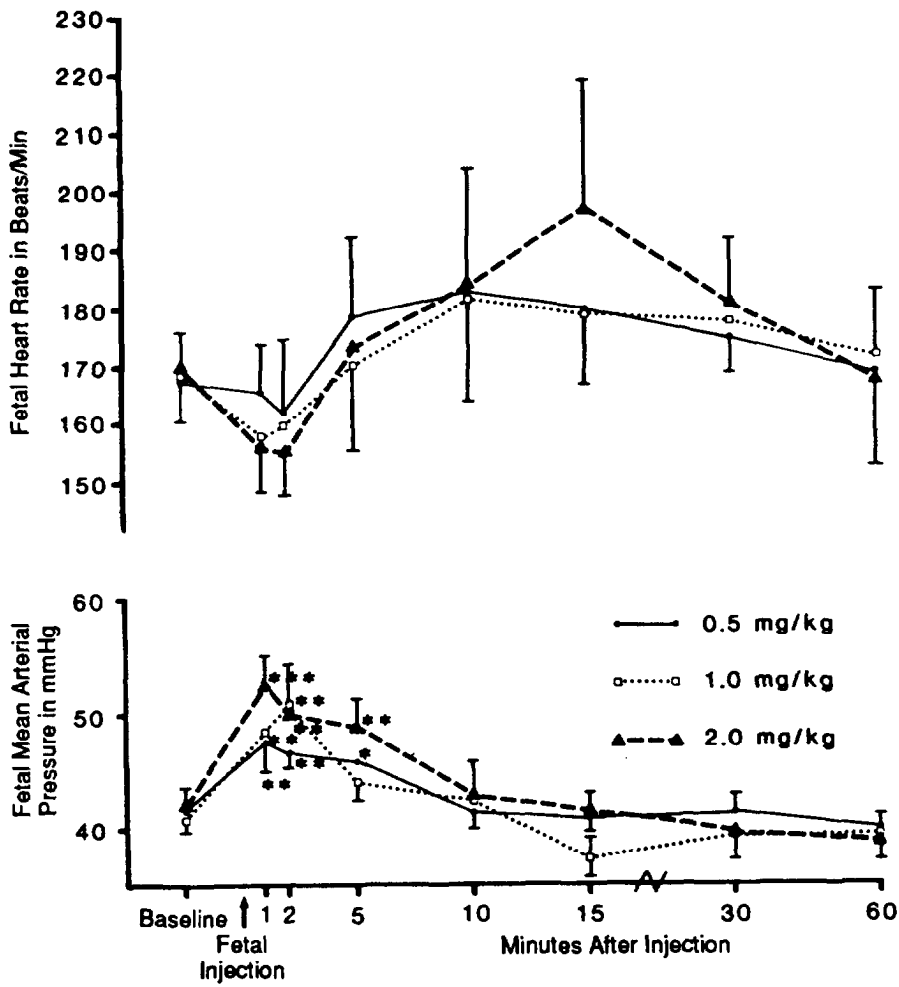 Fetal Heart Rate in Beats/Min
230
220
210
200
190
180
170
160
150
Fetal Mean Arterial
Pressure in mmHg
60
50
40
0.5 mg/kg
1.0 mg/kg
2.0 mg/kg
* * *
* *
* *
* *
* *
* *
* *
*
Baseline
1
2
5
10
15
30
60
Fetal
Injection
Minutes After Injection